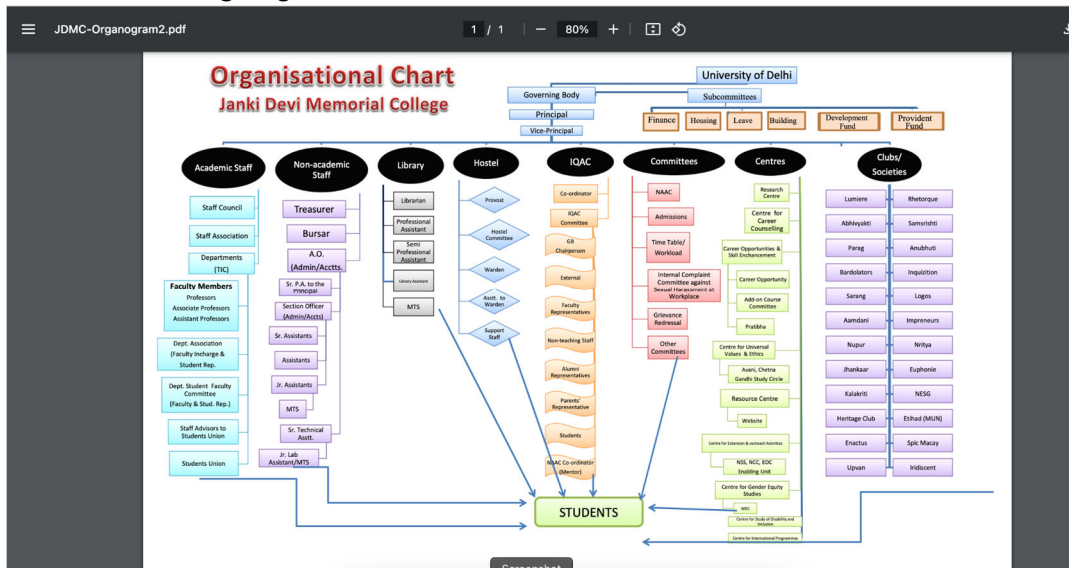 JDMC-Organogram2.pdf
1 / 1
80%
Organisational Chart
Janki Devi Memorial College
University of Delhi
Governing Body
Subcommittees
Principal
Vice-Principal
Finance
Housing
Leave
Building
Development
Fund
Provident
Fund
Academic Staff
Staff Council
Staff Association
Departments
(TIC)
Faculty Members
Professors
Associate Professors
Assistant Professors
Dept. Association
(Faculty Incharge &
Student Rep.)
Dept. Student Faculty
Committee
(Faculty & Stud. Rep.)
Staff Advisors to
Students Union
Students Union
Non-academic
Staff
Treasurer
Bursar
A.O.
(Admin/Acctts.
Sr. P.A. to the
Principal
Section Officer
(Admin/Accts)
Sr. Assistants
Assistants
Jr. Assistants
MTS
Sr. Technical
Asstt.
Jr. Lab
Assistant/MTS
Library
Librarian
Professional
Assistant
Semi
Professional
Assistant
Library Assistant
MTS
Hostel
Provost
Hostel
Committee
Warden
Asstt. to
Warden
Support
Staff
IQAC
Co-ordinator
IQAC
Committee
GB
Chairperson
External
Faculty
Representatives
Non-teaching Staff
Alumni
Representatives
Parents'
Representative
Students
NAAC Co-ordinator
(Mentor)
Committees
NAAC
Admissions
Time Table/
Workload
Internal Complaint
Committee against
Sexual Harassment at
Workplace
Grievance
Redressal
Other
Committees
Centres
Research
Centre
Centre for
Career
Counselling
Career Opportunities &
Skill Enchancement
Career Opportunity
Add-on Course
Committee
Pratibha
Centre for Universal
Values & Ethics
Avani, Chetna
Gandhi Study Circle
Resource Centre
Website
Centre for Extension & outreach Activities
NSS, NCC, EOC
Enabling Unit
Centre for Gender Equity
Studies
WDC
Centre for Study of Disability and
Inclusion
Centre for International Programmes
Clubs/
Societies
Lumiere
Rhetorque
Abhivyakti
Samsrishti
Parag
Anubhuti
Bardolators
Inquizition
Sarang
Logos
Aamdani
Impreneurs
Nupur
Nritya
Jhankaar
Euphonie
Kalakriti
NESG
Heritage Club
Etihad (MUN)
Enactus
Spic Macay
Upvan
Iridiscent
STUDENTS